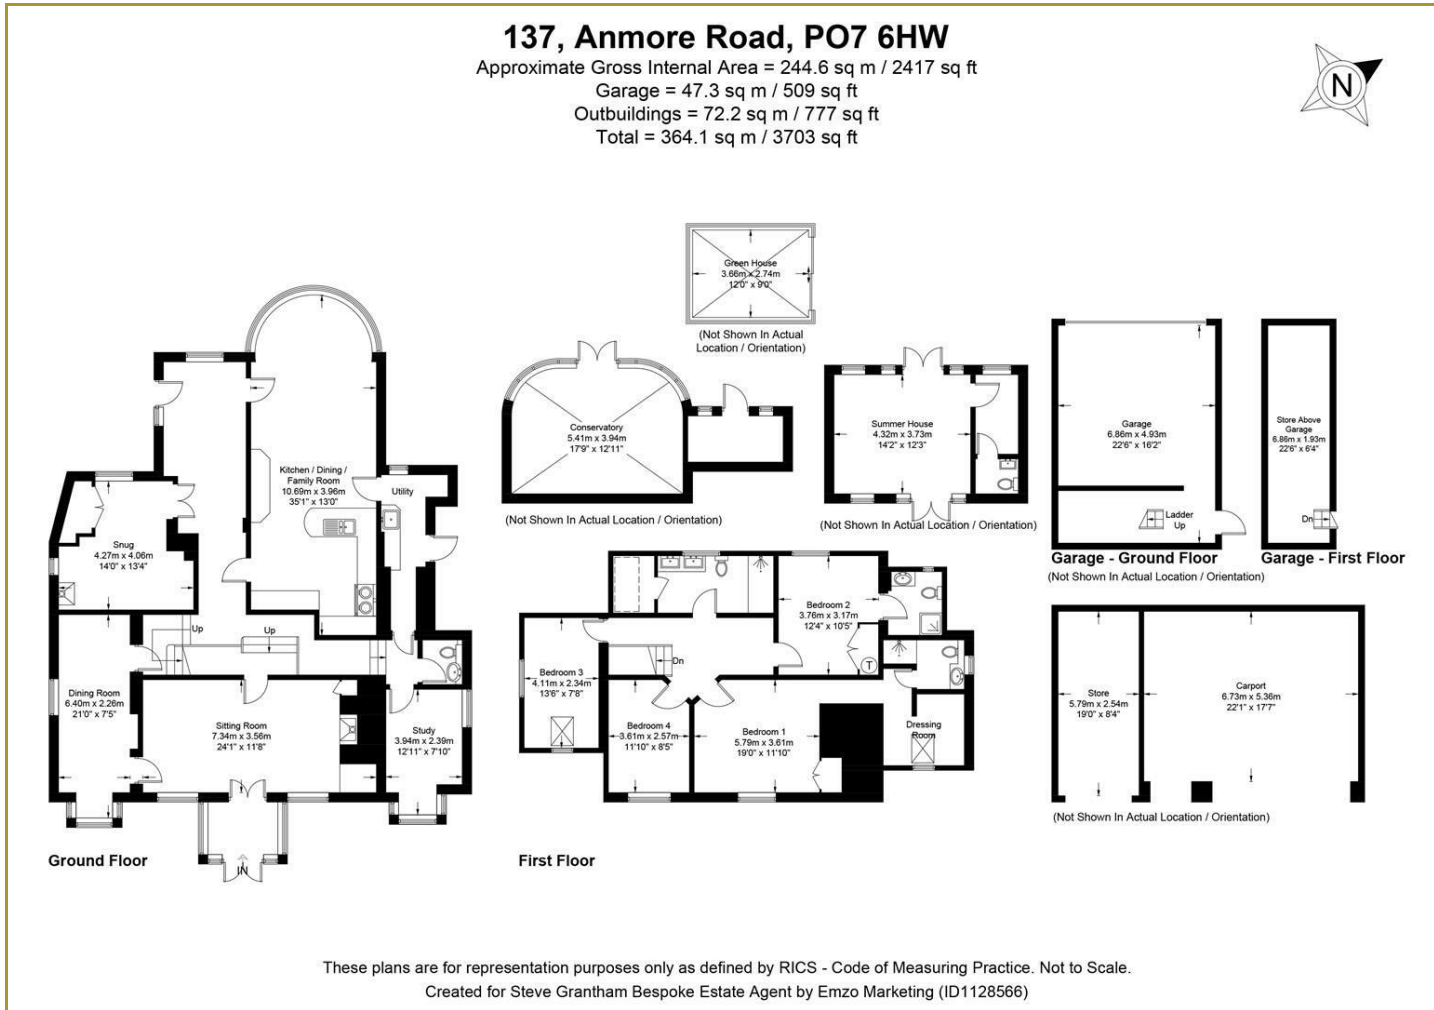 137, Anmore Road, PO7 6HW
Approximate Gross Internal Area = 244.6 sq m / 2417 sq ft
Garage = 47.3 sq m / 509 sq ft
Outbuildings = 72.2 sq m / 777 sq ft
Total = 364.1 sq m / 3703 sq ft
N
Green House
3.66m x 2.74m
12'0" x 9'0"
(Not Shown In Actual
Location / Orientation)
Kitchen / Dining /
Family Room
10.69m x 3.96m
35'1" x 13'0"
Utility
Snug
4.27m x 4.06m
14'0" x 13'4"
Up
Up
Dining Room
6.40m x 2.26m
21'0" x 7'5"
Sitting Room
7.34m x 3.56m
24'1" x 11'8"
Study
3.94m x 2.39m
12'11" x 7'10"
IN
Ground Floor
Conservatory
5.41m x 3.94m
17'9" x 12'11"
(Not Shown In Actual Location / Orientation)
Summer House
4.32m x 3.73m
14'2" x 12'3"
(Not Shown In Actual Location / Orientation)
Garage
6.86m x 4.93m
22'6" x 16'2"
Ladder
Up
Garage - Ground Floor
(Not Shown In Actual Location / Orientation)
Store Above
Garage
6.86m x 1.93m
22'6" x 6'4"
Dn
Garage - First Floor
Bedroom 2
3.76m x 3.17m
12'4" x 10'5"
T
Bedroom 3
4.11m x 2.34m
13'6" x 7'8"
Dn
Bedroom 4
3.61m x 2.57m
11'10" x 8'5"
Bedroom 1
5.79m x 3.61m
19'0" x 11'10"
Dressing
Room
First Floor
Store
5.79m x 2.54m
19'0" x 8'4"
Carport
6.73m x 5.36m
22'1" x 17'7"
(Not Shown In Actual Location / Orientation)
These plans are for representation purposes only as defined by RICS - Code of Measuring Practice. Not to Scale.
Created for Steve Grantham Bespoke Estate Agent by Emzo Marketing (ID1128566)